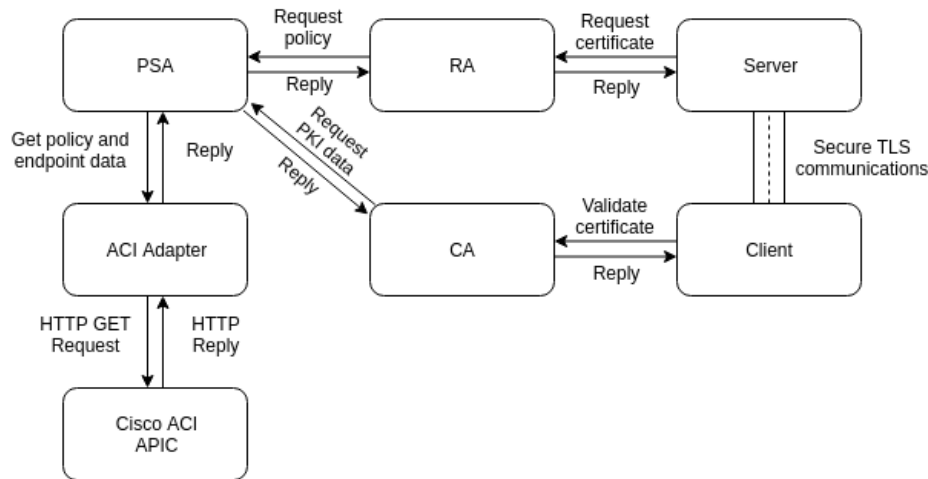 Request
policy
Request
certificate
PSA
RA
Server
Reply
Reply
Get policy and
endpoint data
Reply
Request
PKI data
Reply
Secure TLS
communications
Validate
certificate
ACI Adapter
CA
Client
Reply
HTTP GET
Request
HTTP
Reply
Cisco ACI
APIC